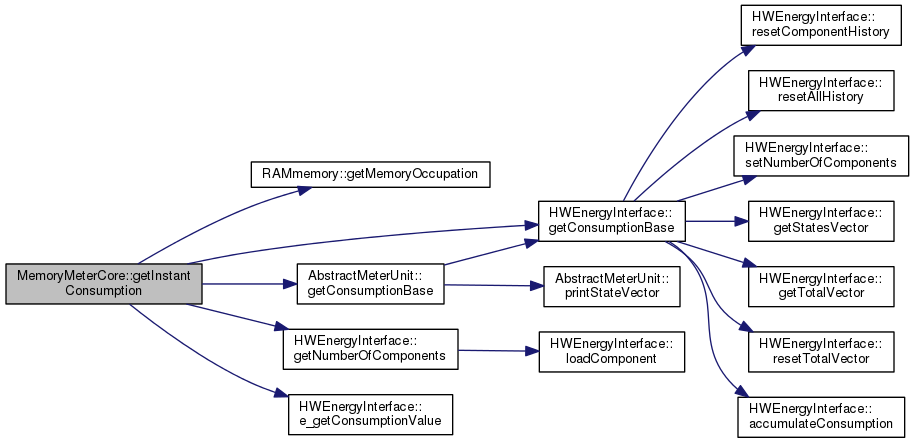 MemoryMeterCore::getInstant
Consumption
RAMmemory::getMemoryOccupation
AbstractMeterUnit::
getConsumptionBase
HWEnergyInterface::
getNumberOfComponents
HWEnergyInterface::
e_getConsumptionValue
HWEnergyInterface::
getConsumptionBase
AbstractMeterUnit::
printStateVector
HWEnergyInterface::
loadComponent
HWEnergyInterface::
resetComponentHistory
HWEnergyInterface::
resetAllHistory
HWEnergyInterface::
setNumberOfComponents
HWEnergyInterface::
getStatesVector
HWEnergyInterface::
getTotalVector
HWEnergyInterface::
resetTotalVector
HWEnergyInterface::
accumulateConsumption